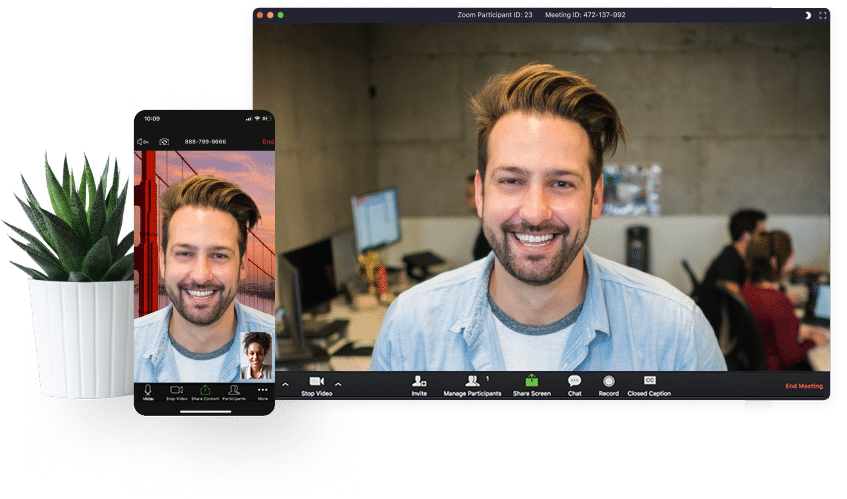 Zoom Participant ID: 23 Meeting ID: 472-137-992
10:09
888-799-9666 End
Stop Video Share Content Participants More
1
Stop Video Invite Manage Participants Share Screen Chat Record Closed Caption End Meeting
CC